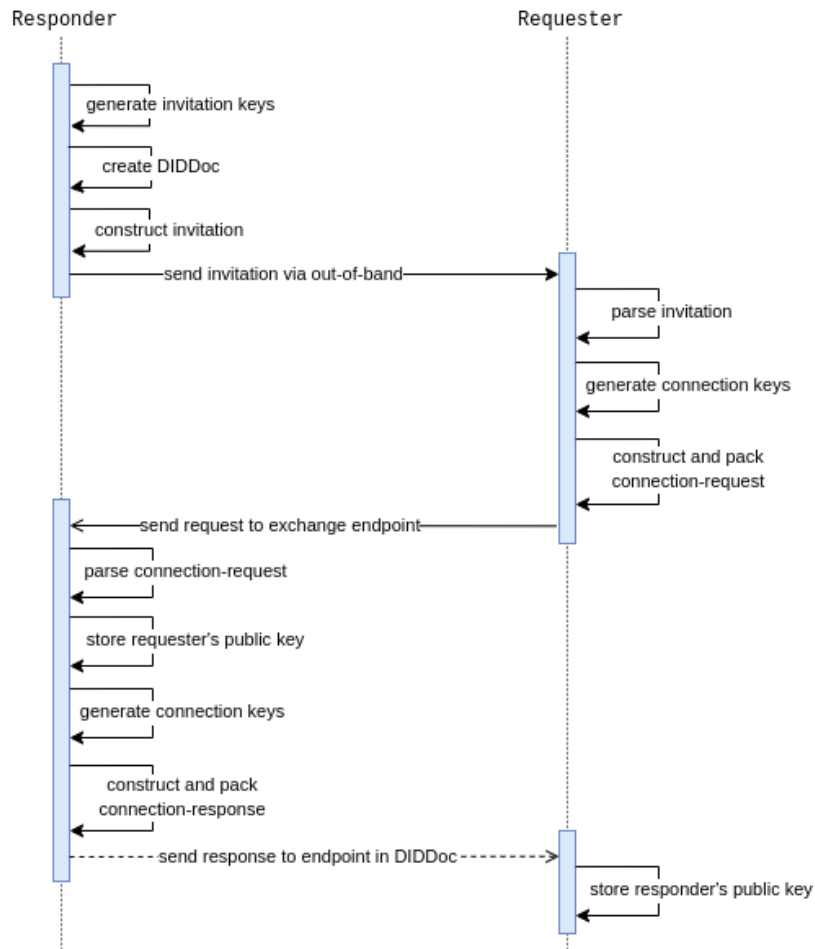 Responder
Requester
generate invitation keys
create DIDDoc
construct invitation
send invitation via out-of-band
parse invitation
generate connection keys
construct and pack
connection-request
send request to exchange endpoint
parse connection-request
store requester's public key
generate connection keys
construct and pack
connection-response
send response to endpoint in DIDDoc
store responder's public key